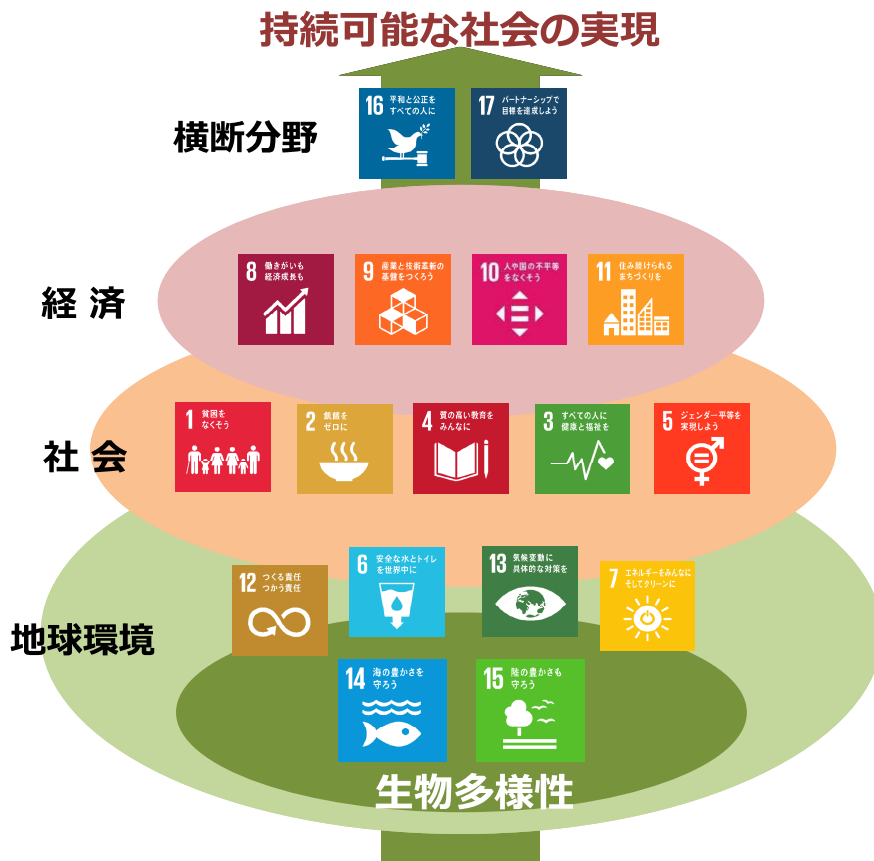 持続可能な社会の実現
横断分野
16 平和と公正を
すべての人に
17 パートナーシップで
目標を達成しよう
経 済
8 働きがいも
経済成長も
9 産業と技術革新の
基盤をつくろう
10 人や国の不平等
をなくそう
11 住み続けられる
まちづくりを
社 会
1 貧困を
なくそう
2 飢餓を
ゼロに
4 質の高い教育を
みんなに
3 すべての人に
健康と福祉を
5 ジェンダー平等を
実現しよう
地球環境
12 つくる責任
つかう責任
6 安全な水とトイレ
を世界中に
13 気候変動に
具体的な対策を
7 エネルギーをみんなに
そしてクリーンに
14 海の豊かさを
守ろう
15 陸の豊かさも
守ろう
生物多様性